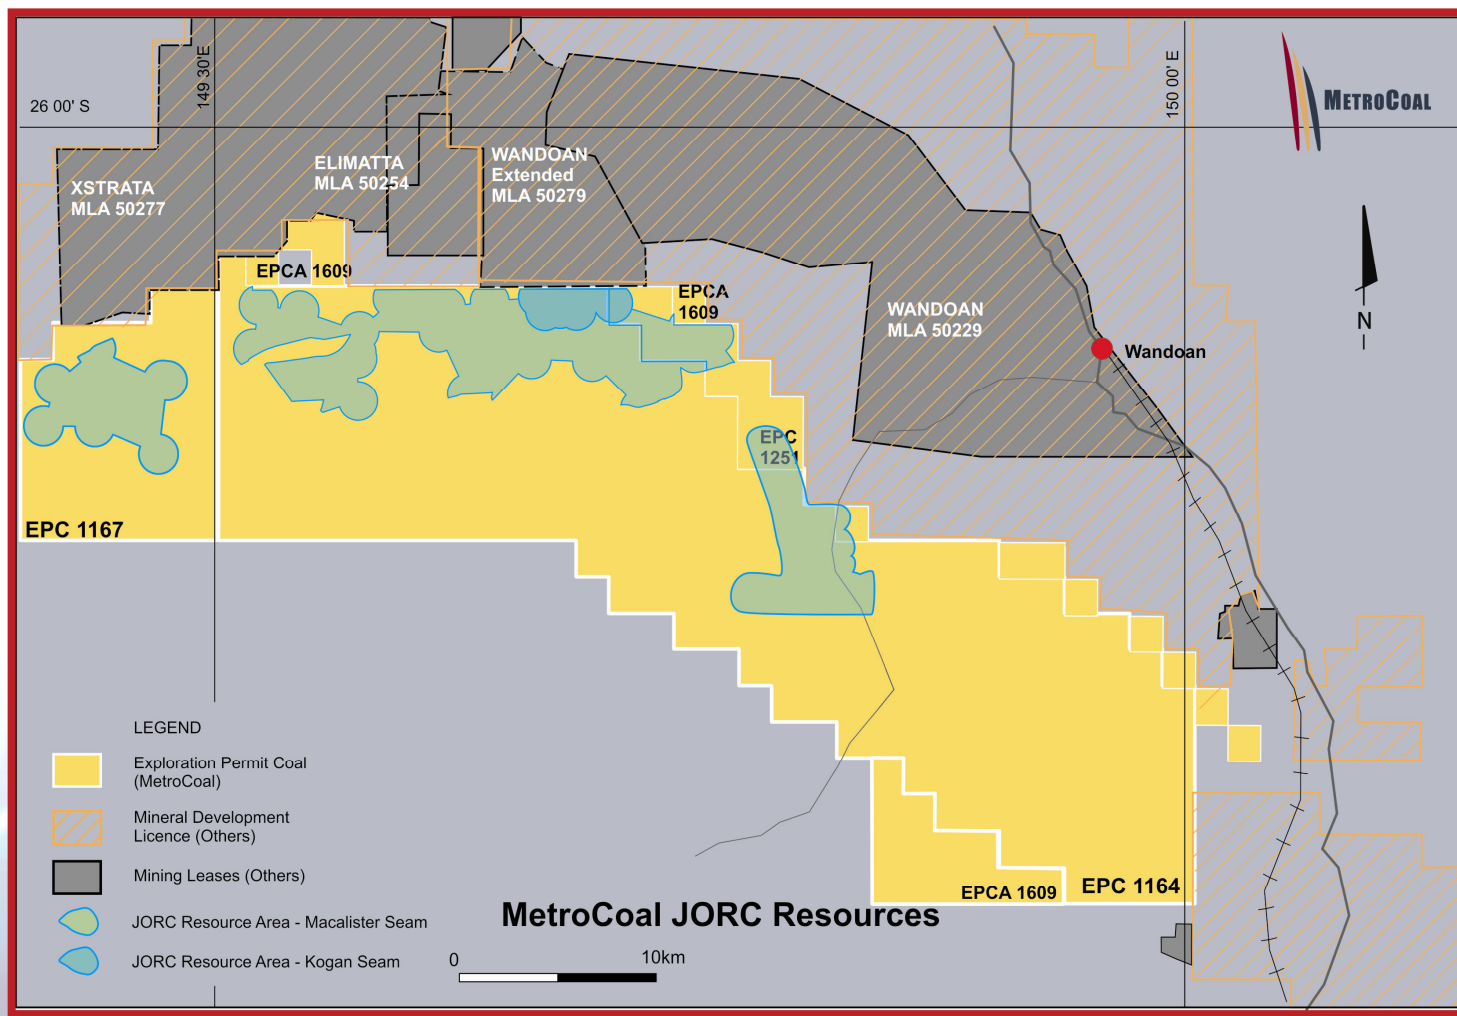 26 00' S
149 30'E
150 00' E
METROCOAL
XSTRATA
MLA 50277
ELIMATTA
MLA 50254
WANDOAN
Extended
MLA 50279
EPCA 1609
EPCA
1609
WANDOAN
MLA 50229
N
Wandoan
EPC
1251
EPC 1167
LEGEND
Exploration Permit Coal
(MetroCoal)
Mineral Development
Licence (Others)
Mining Leases (Others)
JORC Resource Area - Macalister Seam
JORC Resource Area - Kogan Seam
EPCA 1609
EPC 1164
MetroCoal JORC Resources
0
10km